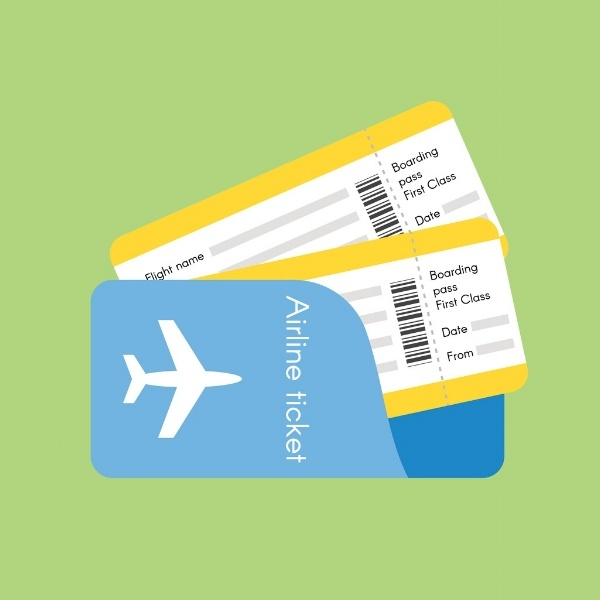 Boarding
pass
First Class
Date
Flight name
Boarding
pass
First Class
Date
From
Airline ticket